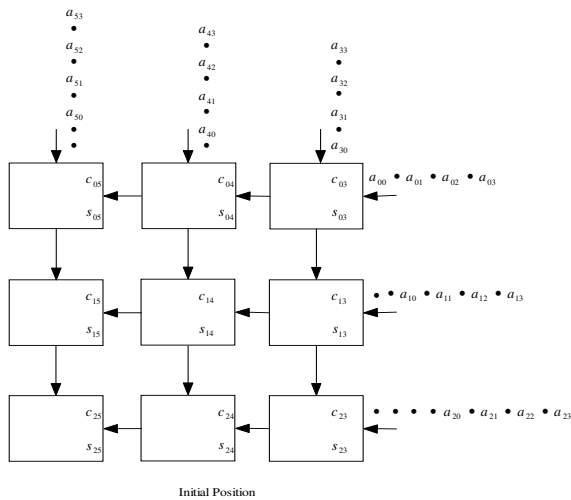 a53
a52
a51
a50
a43
a42
a41
a40
a33
a32
a31
a30
c05
s05
c04
s04
c03
s03
a00 • a01 • a02 • a03
c15
s15
c14
s14
c13
s13
• a10 • a11 • a12 • a13
c25
s25
c24
s24
c23
s23
• • • • a20 • a21 • a22 • a23
Initial Position